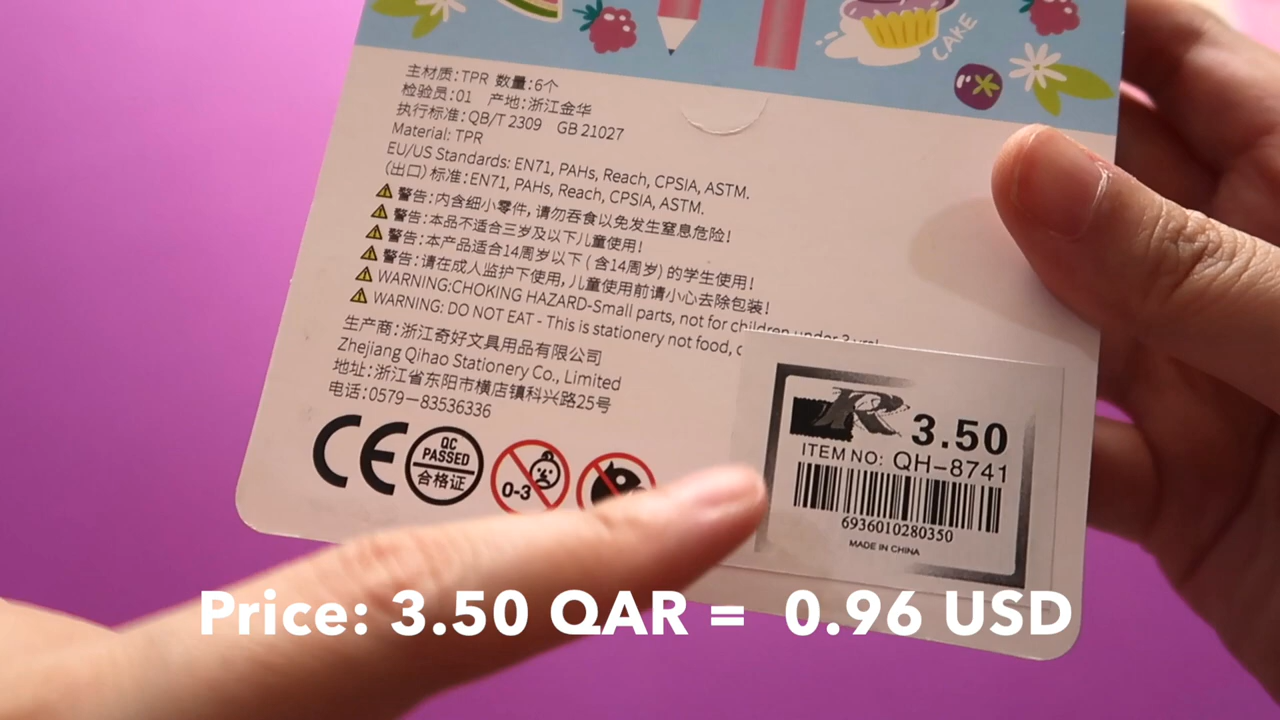 CAKE
主材质:TPR 数量:6个
检验员:01 产地:浙江金华
执行标准:QB/T 2309 GB 21027
Material: TPR
EU/US Standards: EN71, PAHs, Reach, CPSIA, ASTM.
(出口)标准:EN71, PAHs, Reach, CPSIA, ASTM.
警告:内含细小零件,请勿吞食以免发生窒息危险!
警告:本品不适合三岁及以下儿童使用!
警告:本产品适合14周岁以下(含14周岁)的学生使用!
警告:请在成人监护下使用,儿童使用前请小心去除包装!
WARNING:CHOKING HAZARD-Small parts, not for children under 3 yrs!
WARNING: DO NOT EAT - This is stationery not food,
生产商:浙江奇好文具用品有限公司
Zhejiang Qihao Stationery Co., Limited
地址:浙江省东阳市横店镇科兴路25号
电话:0579-83536336
CE
QC
PASSED
合格证
0-3
R 3.50
ITEM NO: QH-8741
6936010280350
MADE IN CHINA
Price: 3.50 QAR = 0.96 USD